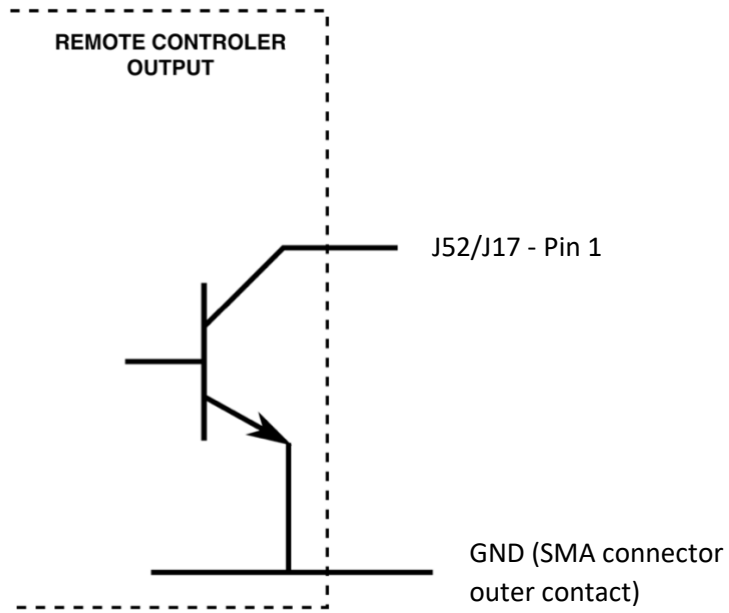 REMOTE CONTROLER
OUTPUT
J52/J17 - Pin 1
GND (SMA connector
outer contact)